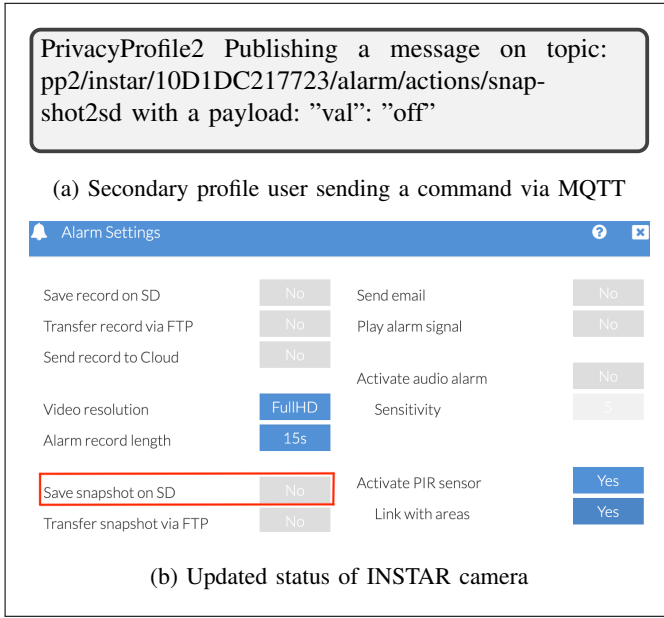 PrivacyProfile2 Publishing a message on topic:
pp2/instar/10D1DC217723/alarm/actions/snap-
shot2sd with a payload: ”val”: ”off”
(a) Secondary profile user sending a command via MQTT
Alarm Settings
Save record on SD No
Transfer record via FTP No
Send record to Cloud No
Video resolution FullHD
Alarm record length 15s
Save snapshot on SD No
Transfer snapshot via FTP No
Send email No
Play alarm signal No
Activate audio alarm No
Sensitivity 5
Activate PIR sensor Yes
Link with areas Yes
(b) Updated status of INSTAR camera